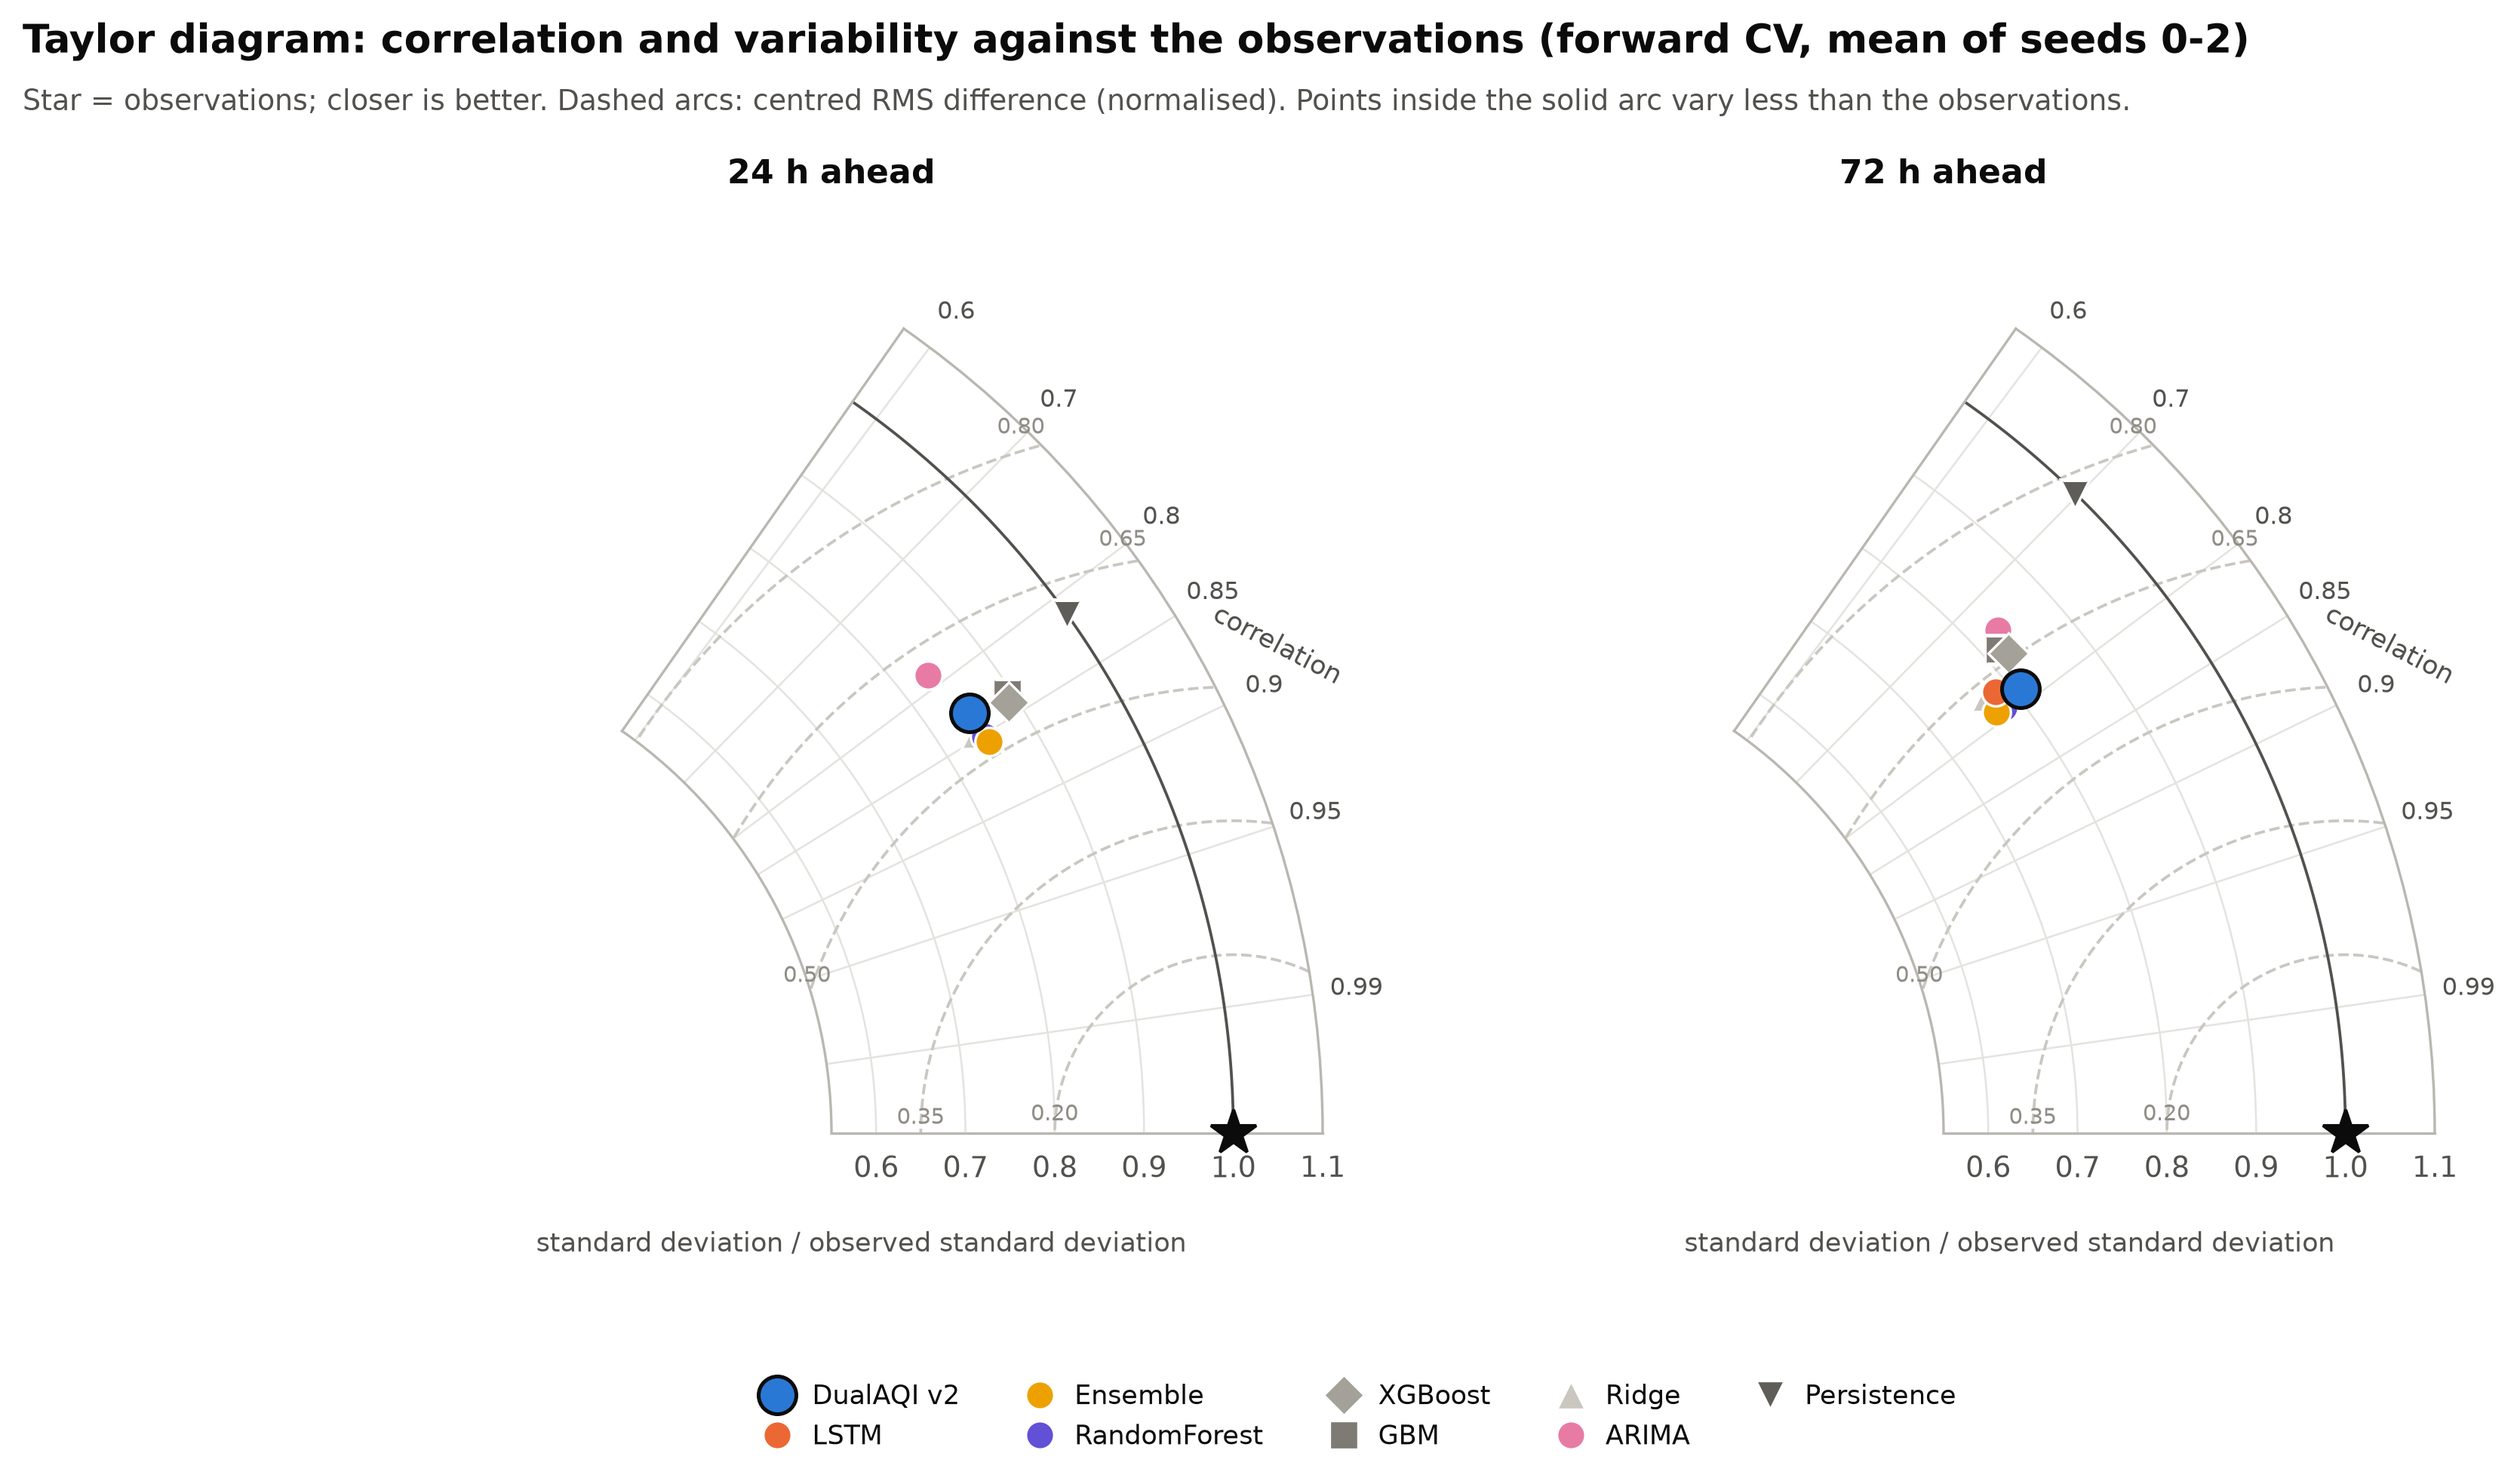 Taylor diagram: correlation and variability against the observations (forward CV, mean of seeds 0-2)
Star = observations; closer is better. Dashed arcs: centred RMS difference (normalised). Points inside the solid arc vary less than the observations.
24 h ahead
0.6
0.7
0.80
0.8
0.65
0.85
correlation
0.9
0.95
0.50
0.99
0.35
0.20
0.6 0.7 0.8 0.9 1.0 1.1
standard deviation / observed standard deviation
72 h ahead
0.6
0.7
0.80
0.8
0.65
0.85
correlation
0.9
0.95
0.50
0.99
0.35
0.20
0.6 0.7 0.8 0.9 1.0 1.1
standard deviation / observed standard deviation
DualAQI v2 Ensemble XGBoost Ridge Persistence
LSTM RandomForest GBM ARIMA